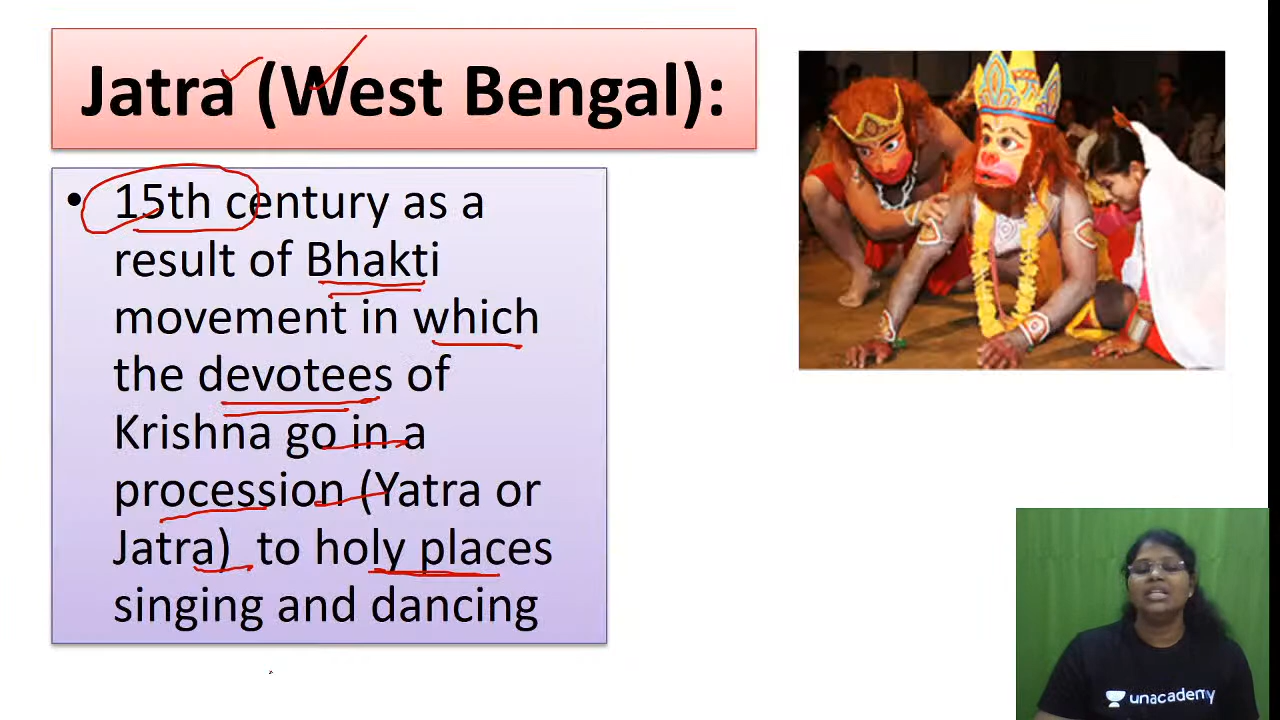 Jatra (West Bengal):
• 15th century as a
result of Bhakti
movement in which
the devotees of
Krishna go in a
procession (Yatra or
Jatra) to holy places
singing and dancing
unacademy